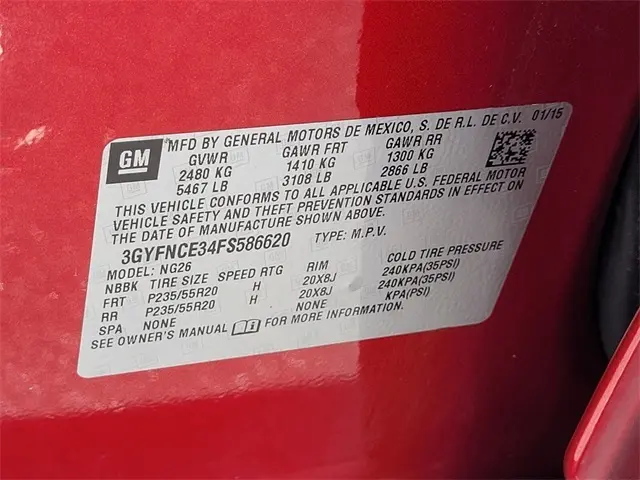 GM
MFD BY GENERAL MOTORS DE MEXICO, S. DE R.L. DE C.V. 01/15
GVWR GAWR FRT GAWR RR
2480 KG 1410 KG 1300 KG
5467 LB 3108 LB 2866 LB
THIS VEHICLE CONFORMS TO ALL APPLICABLE U.S. FEDERAL MOTOR
VEHICLE SAFETY AND THEFT PREVENTION STANDARDS IN EFFECT ON
THE DATE OF MANUFACTURE SHOWN ABOVE.
3GYFNCE34FS586620 TYPE: M.P.V.
MODEL: NG26
NBBK TIRE SIZE SPEED RTG RIM COLD TIRE PRESSURE
FRT P235/55R20 H 20X8J 240KPA(35PSI)
RR P235/55R20 H 20X8J 240KPA(35PSI)
SPA NONE NONE KPA(PSI)
SEE OWNER'S MANUAL FOR MORE INFORMATION.